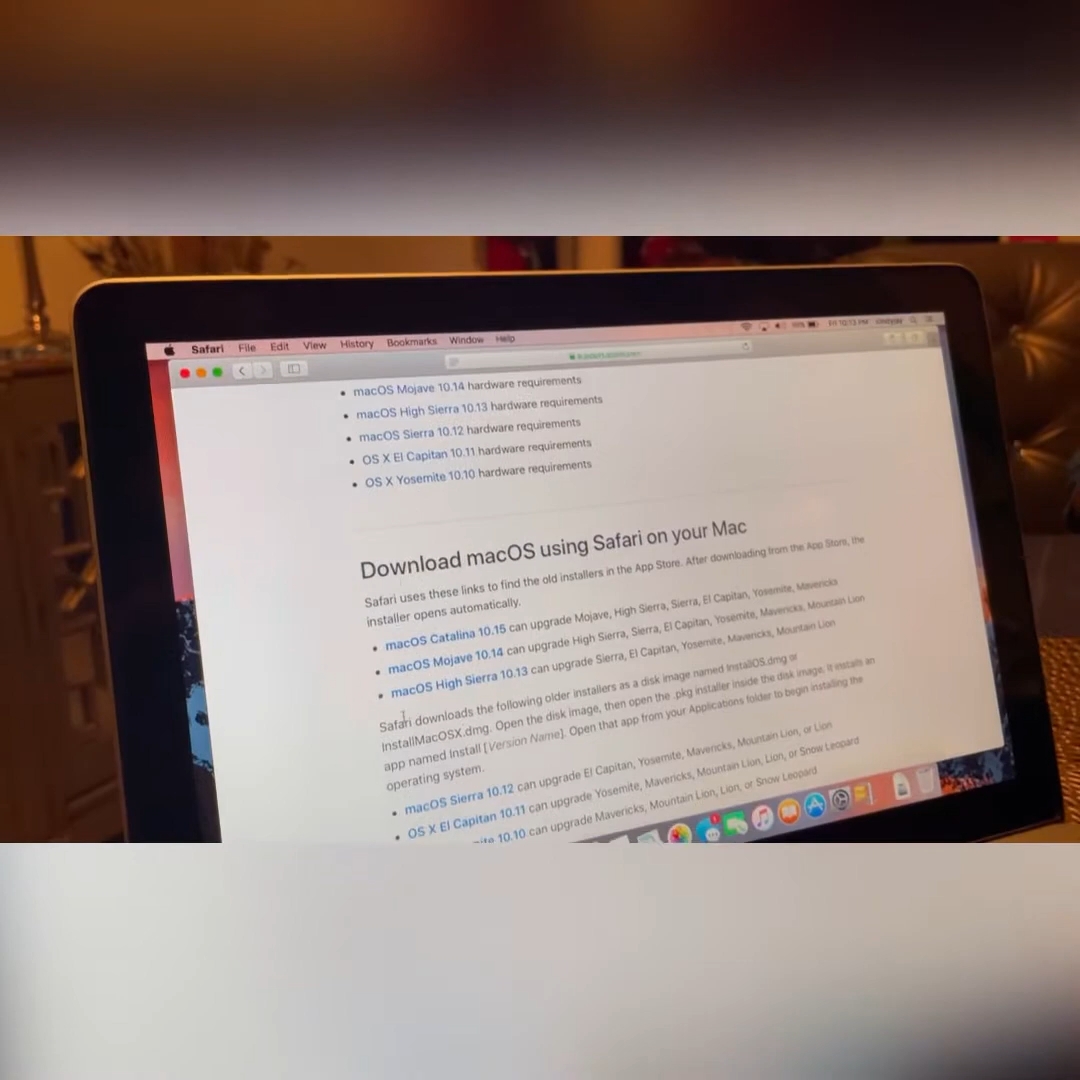 Safari File Edit View History Bookmarks Window Help
Fri 10:13 PM
• macOS Mojave 10.14 hardware requirements
• macOS High Sierra 10.13 hardware requirements
• macOS Sierra 10.12 hardware requirements
• OS X El Capitan 10.11 hardware requirements
• OS X Yosemite 10.10 hardware requirements
Download macOS using Safari on your Mac
Safari uses these links to find the old installers in the App Store. After downloading from the App Store, the
installer opens automatically.
• macOS Catalina 10.15 can upgrade Mojave, High Sierra, Sierra, El Capitan, Yosemite, Mavericks
• macOS Mojave 10.14 can upgrade High Sierra, Sierra, El Capitan, Yosemite, Mavericks, Mountain Lion
• macOS High Sierra 10.13 can upgrade Sierra, El Capitan, Yosemite, Mavericks, Mountain Lion
Safari downloads the following older installers as a disk image named InstallOS.dmg or
InstallMacOSX.dmg. Open the disk image, then open the .pkg installer inside the disk image. It installs an
app named Install [Version Name]. Open that app from your Applications folder to begin installing the
operating system.
• macOS Sierra 10.12 can upgrade El Capitan, Yosemite, Mavericks, Mountain Lion, or Lion
• OS X El Capitan 10.11 can upgrade Yosemite, Mavericks, Mountain Lion, Lion, or Snow Leopard
ite 10.10 can upgrade Mavericks, Mountain Lion, Lion, or Snow Leopard